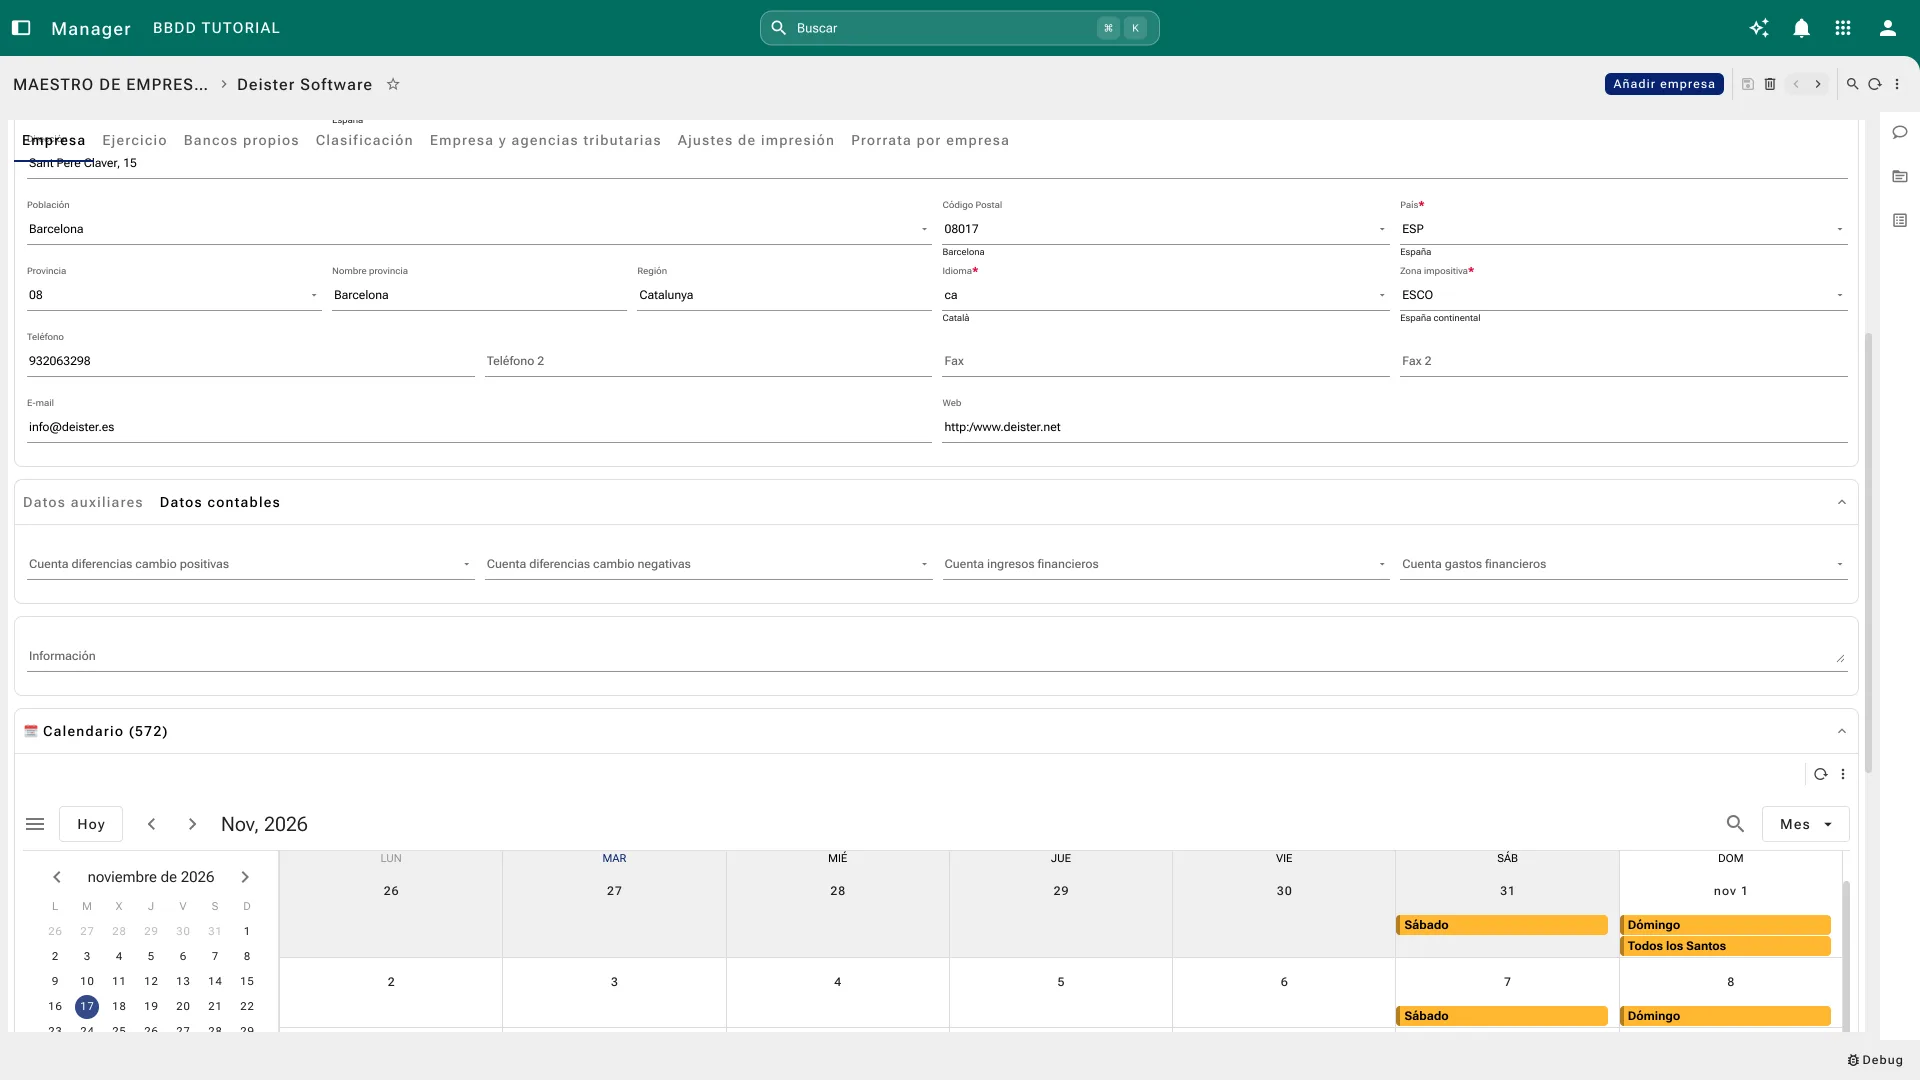 Manager BBDD TUTORIAL Buscar ⌘ K
MAESTRO DE EMPRES... > Deister Software Añadir empresa
España
Empresa Ejercicio Bancos propios Clasificación Empresa y agencias tributarias Ajustes de impresión Prorrata por empresa
Sant Pere Claver, 15
Población Código Postal País*
Barcelona 08017 ESP
Barcelona España
Provincia Nombre provincia Región Idioma* Zona impositiva*
08 Barcelona Catalunya ca ESCO
Català España continental
Teléfono
932063298 Teléfono 2 Fax Fax 2
E-mail Web
info@deister.es http:/www.deister.net
Datos auxiliares Datos contables
Cuenta diferencias cambio positivas Cuenta diferencias cambio negativas Cuenta ingresos financieros Cuenta gastos financieros
Información
Calendario (572)
Hoy Nov, 2026 Mes
noviembre de 2026
L M X J V S D
26 27 28 29 30 31 1
2 3 4 5 6 7 8
9 10 11 12 13 14 15
16 17 18 19 20 21 22
23 24 25 26 27 28 29
LUN MAR MIÉ JUE VIE SÁB DOM
26 27 28 29 30 31 nov 1
Sábado Dómingo
Todos los Santos
2 3 4 5 6 7 8
Sábado Dómingo
Debug